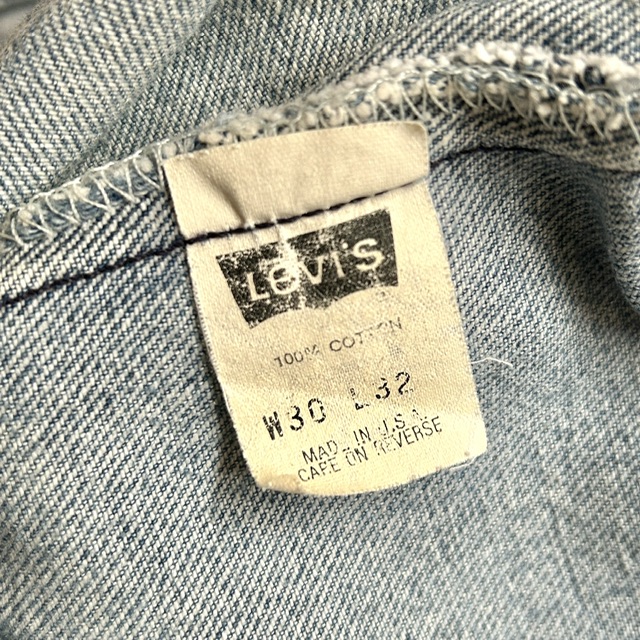 LEVI'S
100% COTTON
W30 L32
MADE IN U.S.A.
CARE ON REVERSE